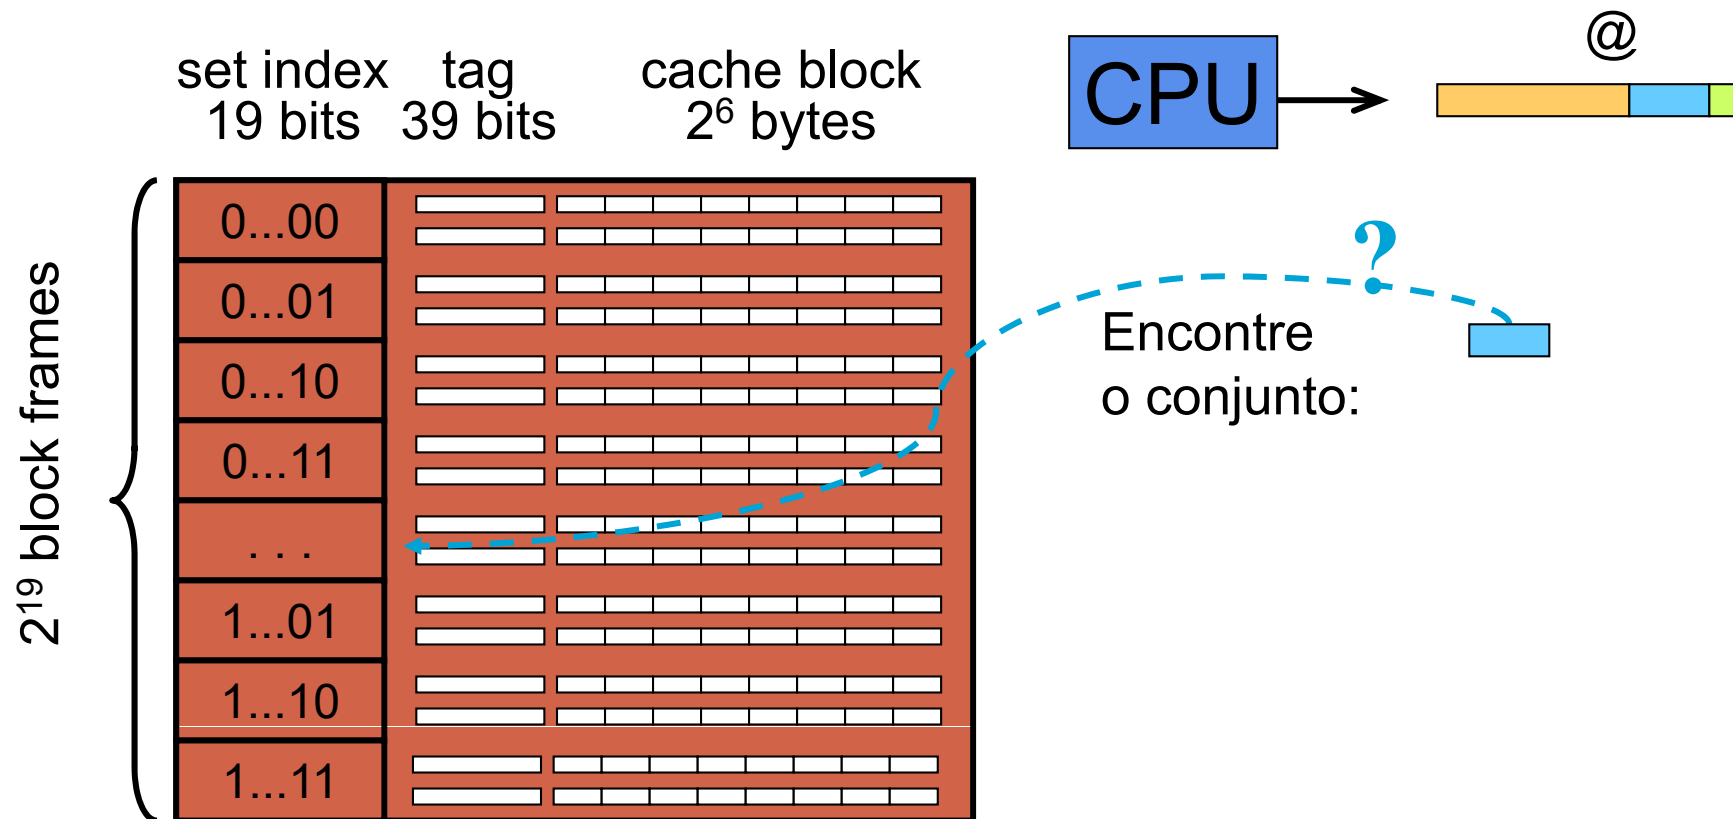 set index tag cache block
19 bits 39 bits 2⁶ bytes
CPU
@
2¹⁹ block frames
0...00
0...01
0...10
0...11
. . .
1...01
1...10
1...11
?
Encontre
o conjunto: